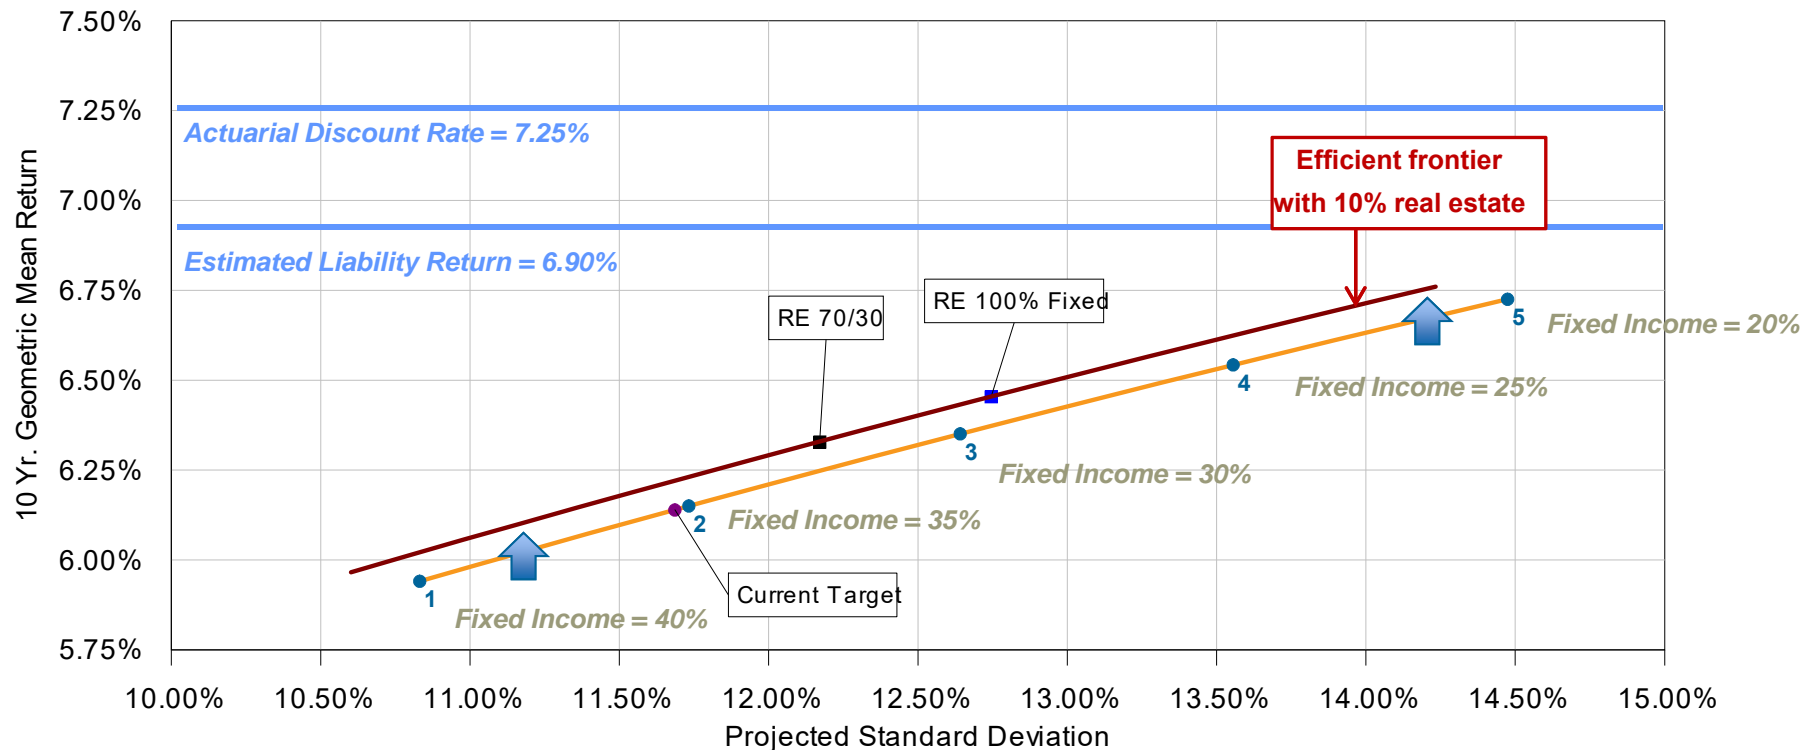 7.50%
7.25%
7.00%
6.75%
6.50%
6.25%
6.00%
5.75%
10 Yr. Geometric Mean Return
Actuarial Discount Rate = 7.25%
Estimated Liability Return = 6.90%
Efficient frontier
with 10% real estate
RE 70/30
RE 100% Fixed
5
Fixed Income = 20%
4
Fixed Income = 25%
3
Fixed Income = 30%
2
Fixed Income = 35%
Current Target
1
Fixed Income = 40%
10.00%
10.50%
11.00%
11.50%
12.00%
12.50%
13.00%
13.50%
14.00%
14.50%
15.00%
Projected Standard Deviation